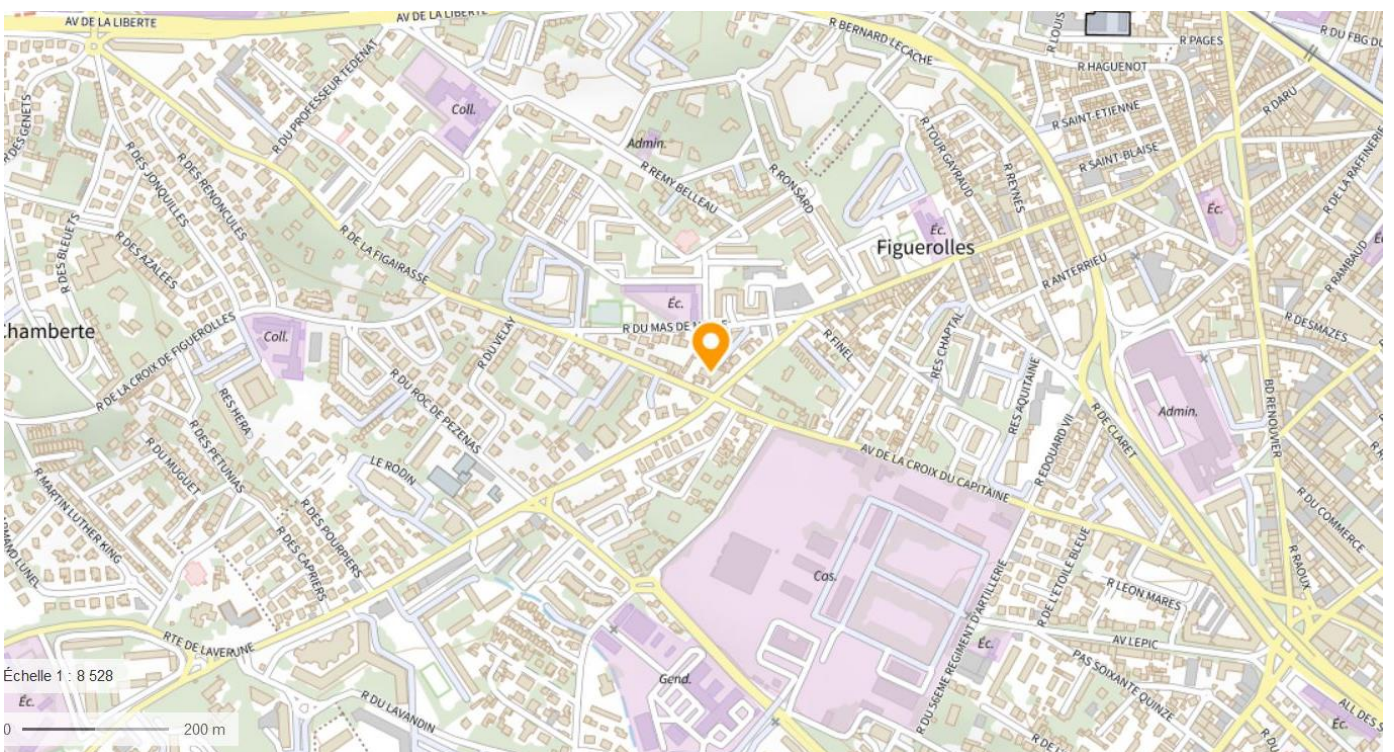 AV DE LA LIBERTE
AV DE LA LIBERTE
R BERNARD LECACHE
R LOUIS
R PAGES
R DU FBG DU
R HAGUENOT
R DARU
R DU PROFESSEUR TEDENAT
Coll.
R DES GENETS
R SAINT-ETIENNE
R DE LA RAFFINERIE
Admin.
R TOUR GAYRAUD
R SAINT-BLAISE
R DES JONQUILLES
R DES RENONCULES
R REMY BELLEAU
R RONSARD
R REYNES
Éc.
R DES BLEUETS
R DES AZALEES
R DE LA FIGAIRASSE
Éc.
Figuerolles
R RAMBAUD
R ANTERRIEU
Éc.
R DU MAS DE
hamberte
Coll.
R DU VELAY
R FINEL
RES CHAPTAL
R DESMAZES
R DE LA CROIX DE FIGUEROLLES
RES HERA
R DU ROC DE PEZENAS
RES AQUITAINE
Admin.
BD RENOUVIER
R DE CLARET
R DES PETUNIAS
R DU MUGUET
LE RODIN
AV DE LA CROIX DU CAPITAINE
R EDOUARD VII
R MARTIN LUTHER KING
R DES POURPIERS
R DES CAPRIERS
R DU COMMERCE
R RAOUX
ARMAND LUNEL
Cas.
R DE L'ETOILE BLEUE
R LEON MARES
RTE DE LAVERUNE
R DU 56EME REGIMENT D'ARTILLERIE
Éc.
AV LEPIC
PAS SOIXANTE QUINZE
Échelle 1 : 8 528
Éc.
Gend.
R DU LAVANDIN
ALL DES
Éc.
0 200 m